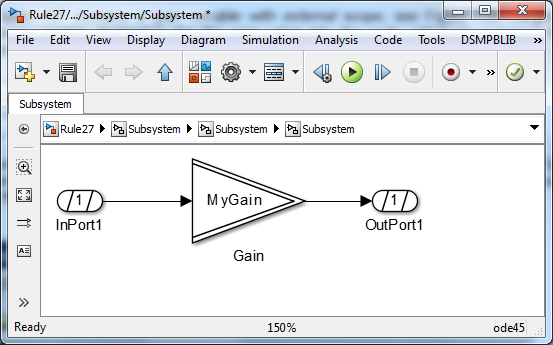 Rule27/.../Subsystem/Subsystem *
File Edit View Display Diagram Simulation Analysis Code Tools DSMPBLIB »
»
Subsystem
Rule27 Subsystem Subsystem Subsystem
1 MyGain 1
InPort1 OutPort1
Gain
»
Ready 150% ode45